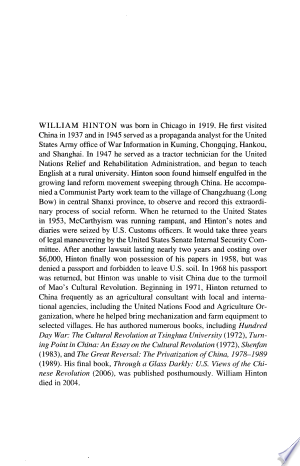 WILLIAM HINTON was born in Chicago in 1919. He first visited
China in 1937 and in 1945 served as a propaganda analyst for the United
States Army office of War Information in Kuming, Chongqing, Hankou,
and Shanghai. In 1947 he served as a tractor technician for the United
Nations Relief and Rehabilitation Administration, and began to teach
English at a rural university. Hinton soon found himself engulfed in the
growing land reform movement sweeping through China. He accompa-
nied a Communist Party work team to the village of Changzhuang (Long
Bow) in central Shanxi province, to observe and record this extraordi-
nary process of social reform. When he returned to the United States
in 1953, McCarthyism was running rampant, and Hinton's notes and
diaries were seized by U.S. Customs officers. It would take three years
of legal maneuvering by the United States Senate Internal Security Com-
mittee. After another lawsuit lasting nearly two years and costing over
$6,000, Hinton finally won possession of his papers in 1958, but was
denied a passport and forbidden to leave U.S. soil. In 1968 his passport
was returned, but Hinton was unable to visit China due to the turmoil
of Mao's Cultural Revolution. Beginning in 1971, Hinton returned to
China frequently as an agricultural consultant with local and interna-
tional agencies, including the United Nations Food and Agriculture Or-
ganization, where he helped bring mechanization and farm equipment to
selected villages. He has authored numerous books, including Hundred
Day War: The Cultural Revolution at Tsinghua University (1972), Turn-
ing Point in China: An Essay on the Cultural Revolution (1972), Shenfan
(1983), and The Great Reversal: The Privatization of China, 1978–1989
(1989). His final book, Through a Glass Darkly: U.S. Views of the Chi-
nese Revolution (2006), was published posthumously. William Hinton
died in 2004.